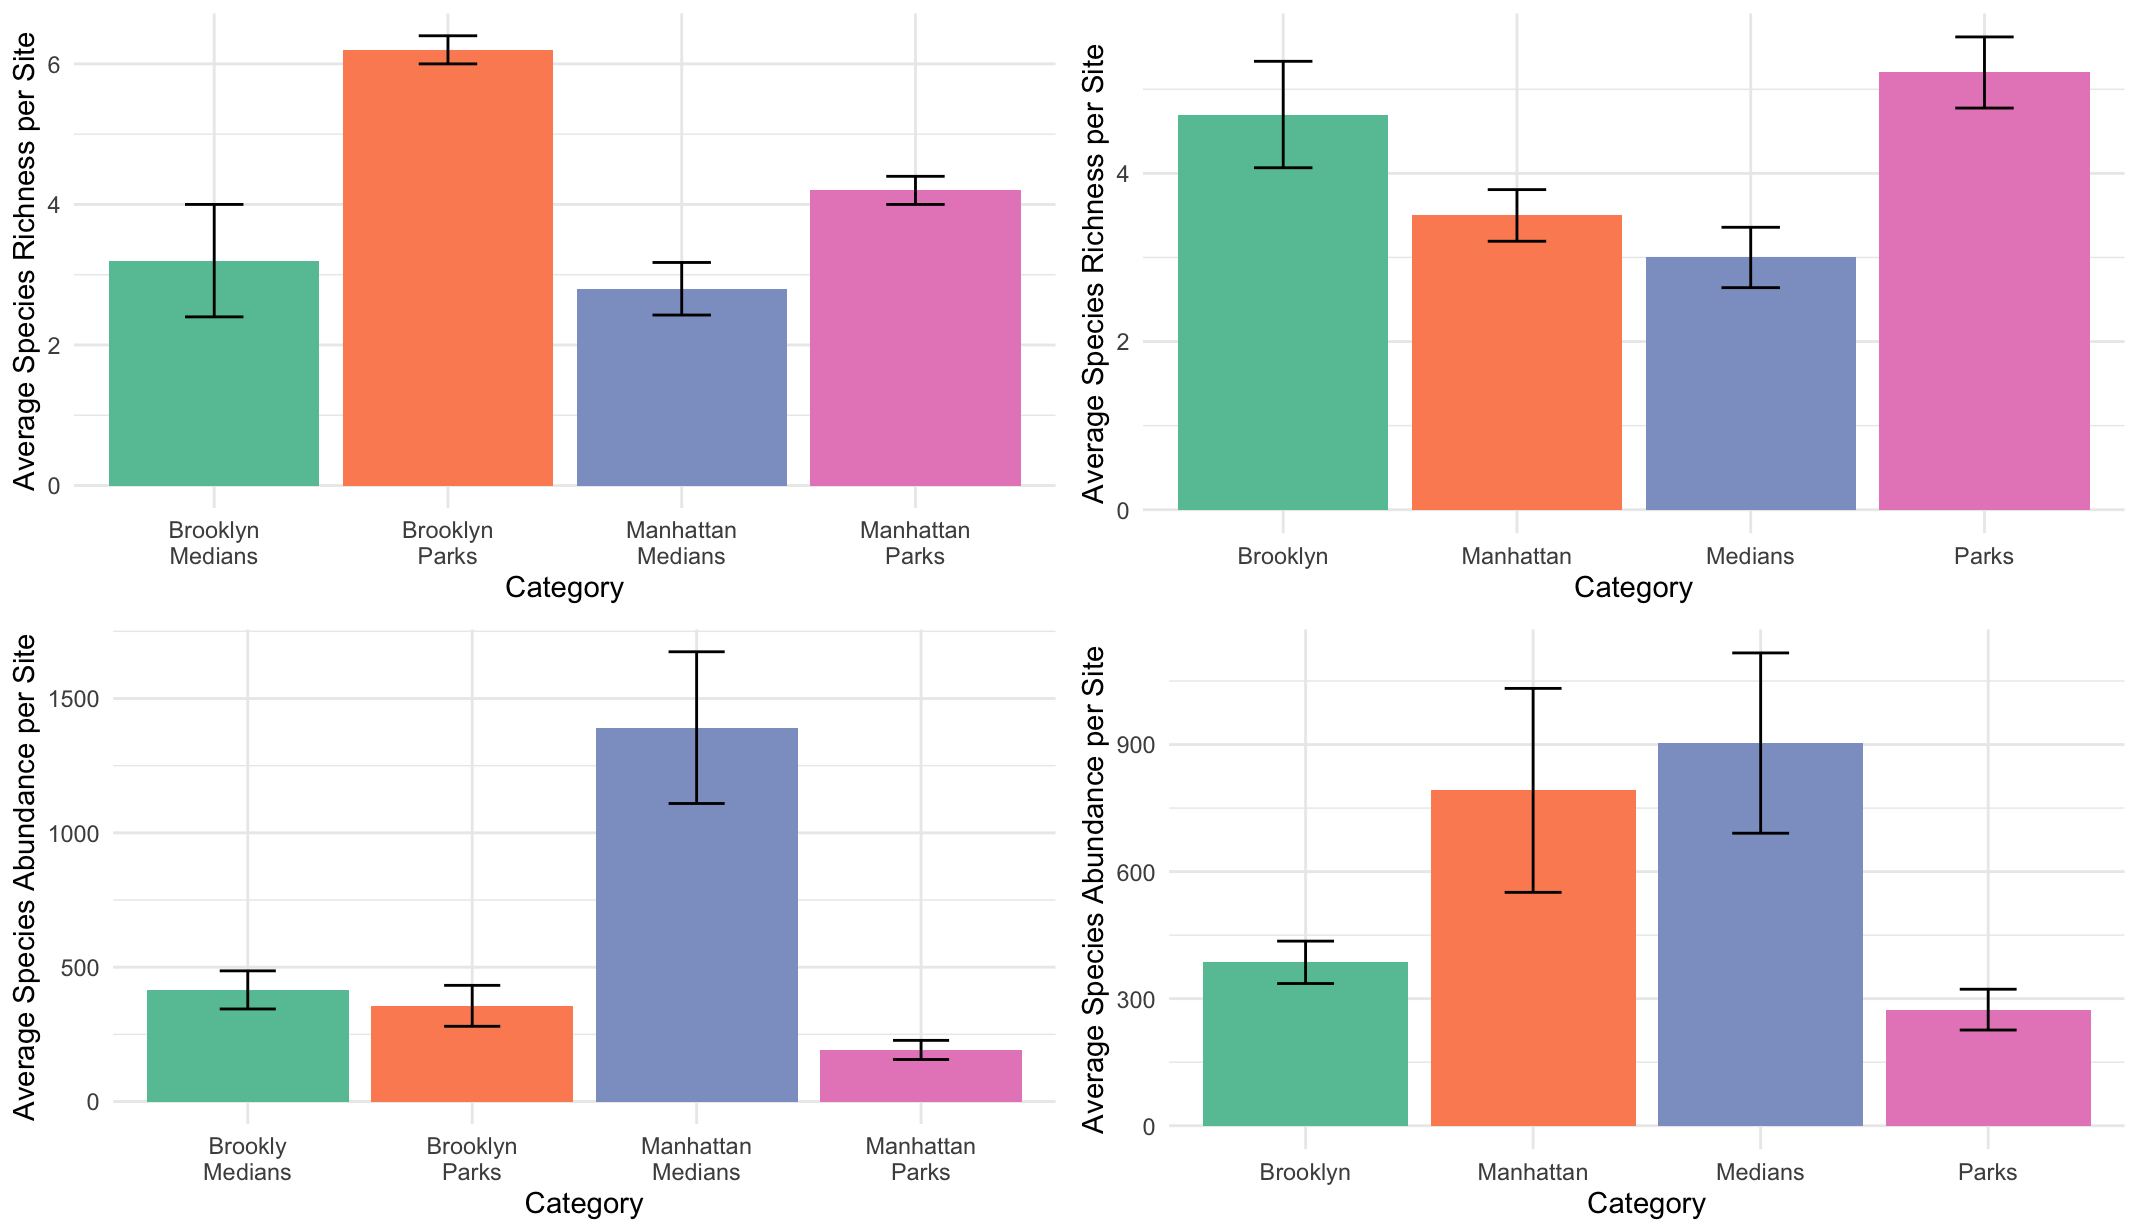 Average Species Richness per Site
6
4
2
0
Brooklyn
Medians
Brooklyn
Parks
Manhattan
Medians
Manhattan
Parks
Category
Average Species Richness per Site
4
2
0
Brooklyn
Manhattan
Medians
Parks
Category
Average Species Abundance per Site
1500
1000
500
0
Brookly
Medians
Brooklyn
Parks
Manhattan
Medians
Manhattan
Parks
Category
Average Species Abundance per Site
900
600
300
0
Brooklyn
Manhattan
Medians
Parks
Category